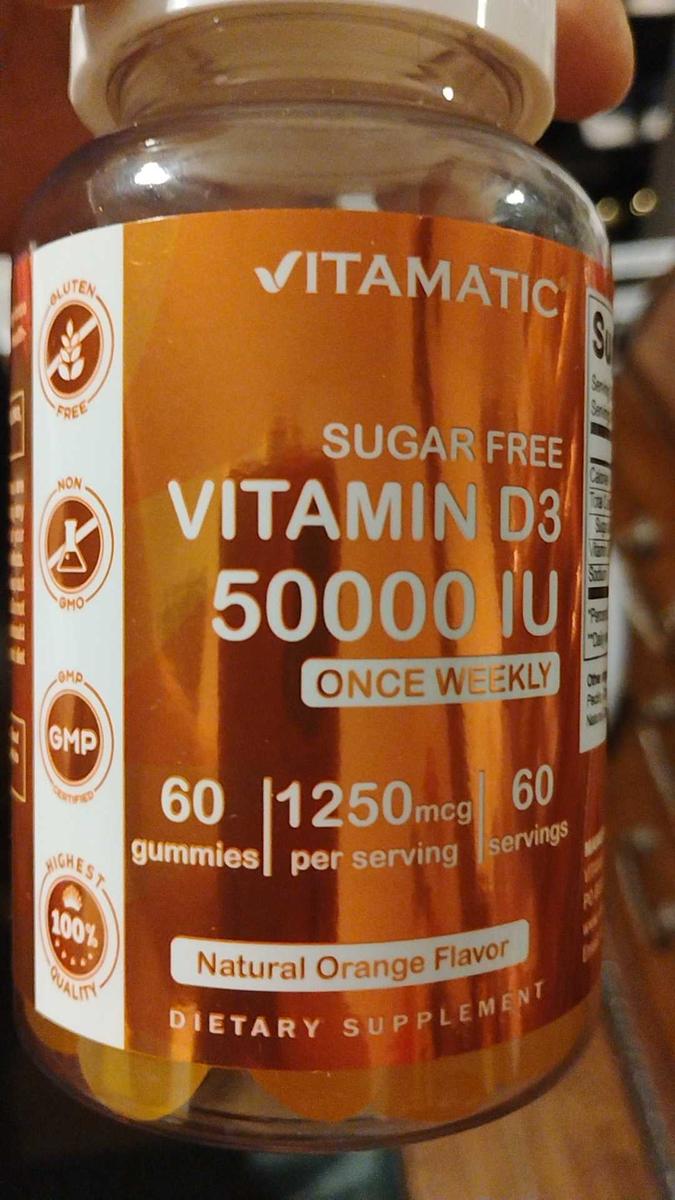 VITAMATIC
SUGAR FREE
VITAMIN D3
50000 IU
ONCE WEEKLY
60 gummies
1250mcg per serving
60 servings
Natural Orange Flavor
DIETARY SUPPLEMENT
GLUTEN
FREE
NON
GMO
GMP
GMP
CERTIFIED
HIGHEST
100%
QUALITY